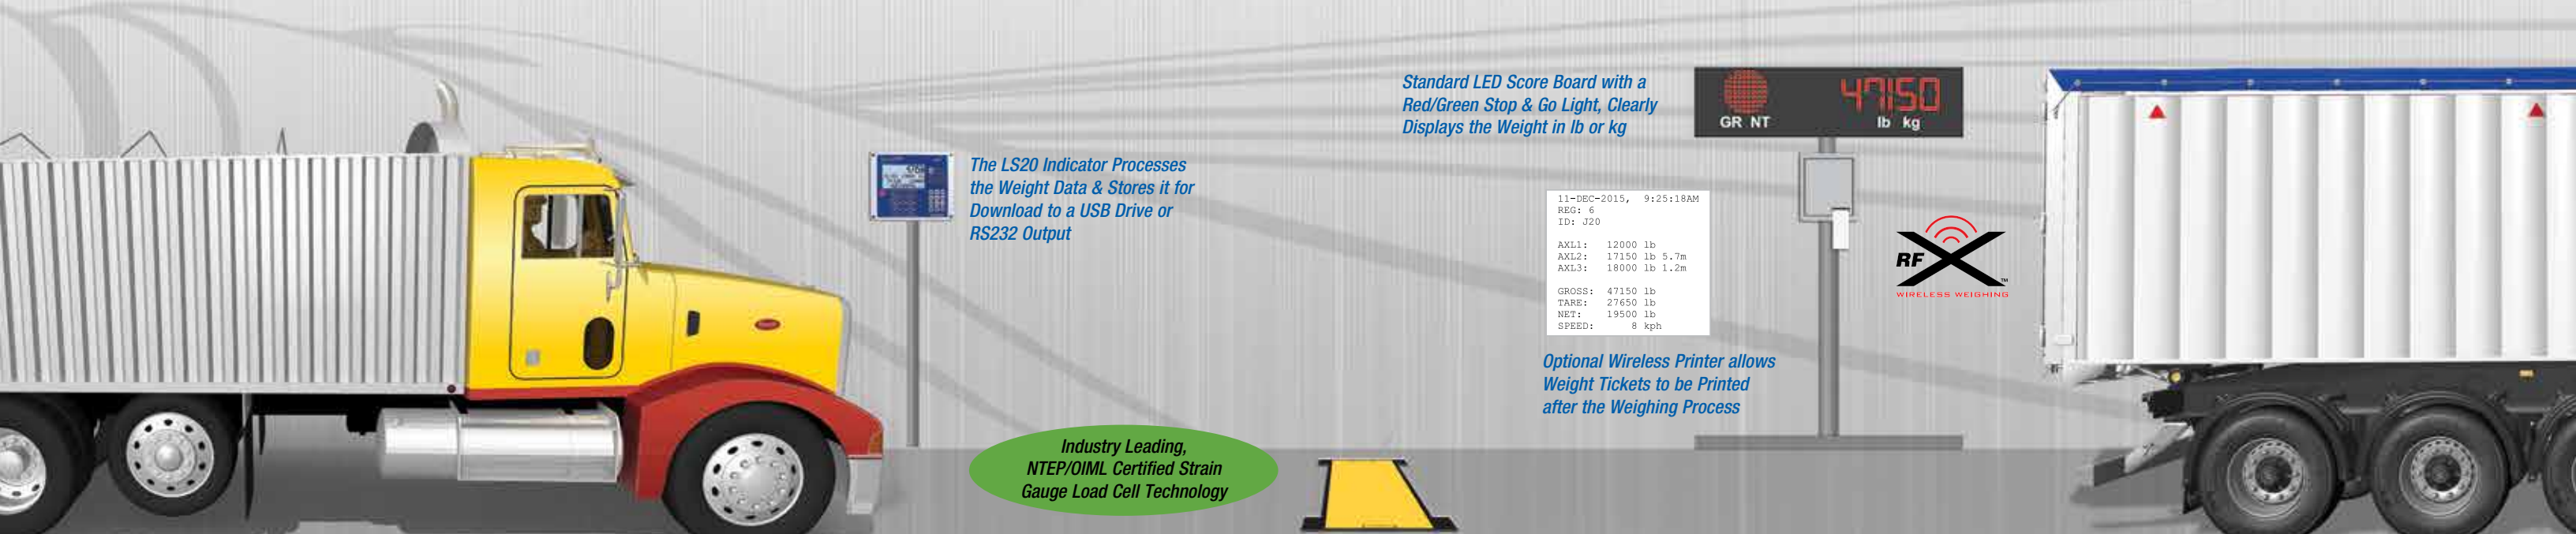 The LS20 Indicator Processes
the Weight Data & Stores it for
Download to a USB Drive or
RS232 Output
Industry Leading,
NTEP/OIML Certified Strain
Gauge Load Cell Technology
Standard LED Score Board with a
Red/Green Stop & Go Light, Clearly
Displays the Weight in lb or kg
GR NT
47150
lb kg
11-DEC-2015, 9:25:18AM
REG: 6
ID: J20
AXL1: 12000 lb
AXL2: 17150 lb 5.7m
AXL3: 18000 lb 1.2m
GROSS: 47150 lb
TARE: 27650 lb
NET: 19500 lb
SPEED: 8 kph
Optional Wireless Printer allows
Weight Tickets to be Printed
after the Weighing Process
RF X ™
WIRELESS WEIGHING